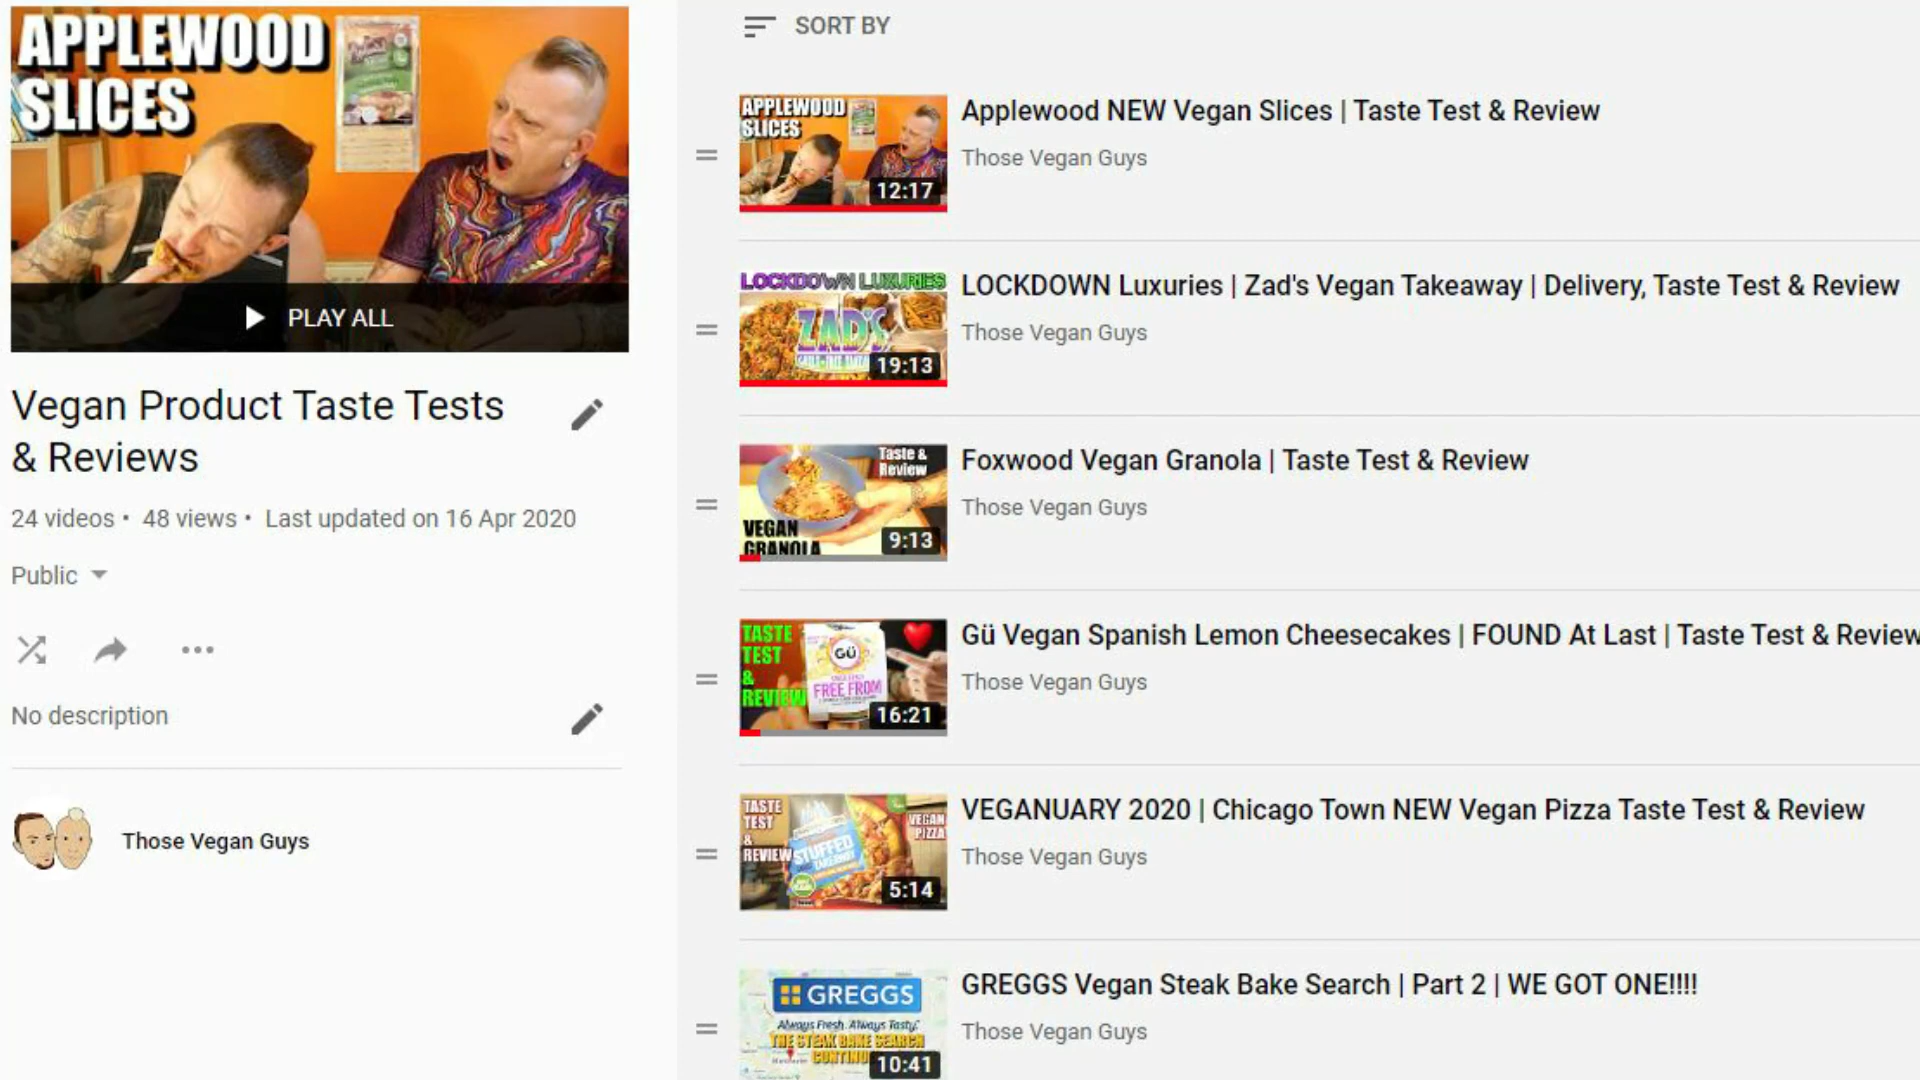 APPLEWOOD
SLICES
PLAY ALL
Vegan Product Taste Tests
& Reviews
24 videos • 48 views • Last updated on 16 Apr 2020
Public
No description
Those Vegan Guys
SORT BY
APPLEWOOD
SLICES
12:17
Applewood NEW Vegan Slices | Taste Test & Review
Those Vegan Guys
LOCKDOWN LUXURIES
ZAD'S
19:13
LOCKDOWN Luxuries | Zad's Vegan Takeaway | Delivery, Taste Test & Review
Those Vegan Guys
Taste &
Review
VEGAN
GRANOLA
9:13
Foxwood Vegan Granola | Taste Test & Review
Those Vegan Guys
TASTE
TEST
&
REVIEW
GÜ
FREE FROM
16:21
Gü Vegan Spanish Lemon Cheesecakes | FOUND At Last | Taste Test & Review
Those Vegan Guys
TASTE
TEST
&
REVIEW
VEGAN
PIZZA
STUFFED
TAKEAWAY
5:14
VEGANUARY 2020 | Chicago Town NEW Vegan Pizza Taste Test & Review
Those Vegan Guys
GREGGS
Always Fresh. Always Tasty.
THE STEAK BAKE SEARCH
CONTINU
10:41
GREGGS Vegan Steak Bake Search | Part 2 | WE GOT ONE!!!!
Those Vegan Guys